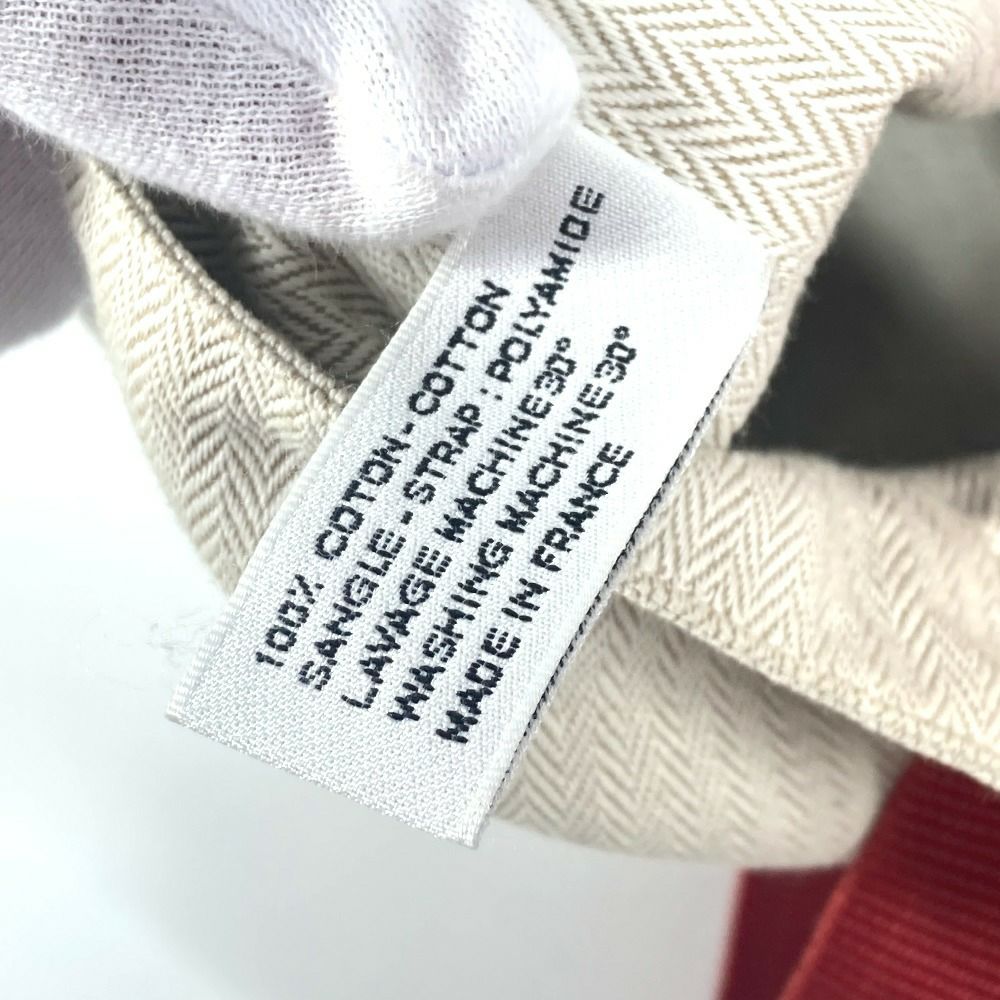 100% COTON-COTTON
SANGLE-STRAP : POLYAMIDE
LAVAGE MACHINE 30°
WASHING MACHINE 30°
MADE IN FRANCE